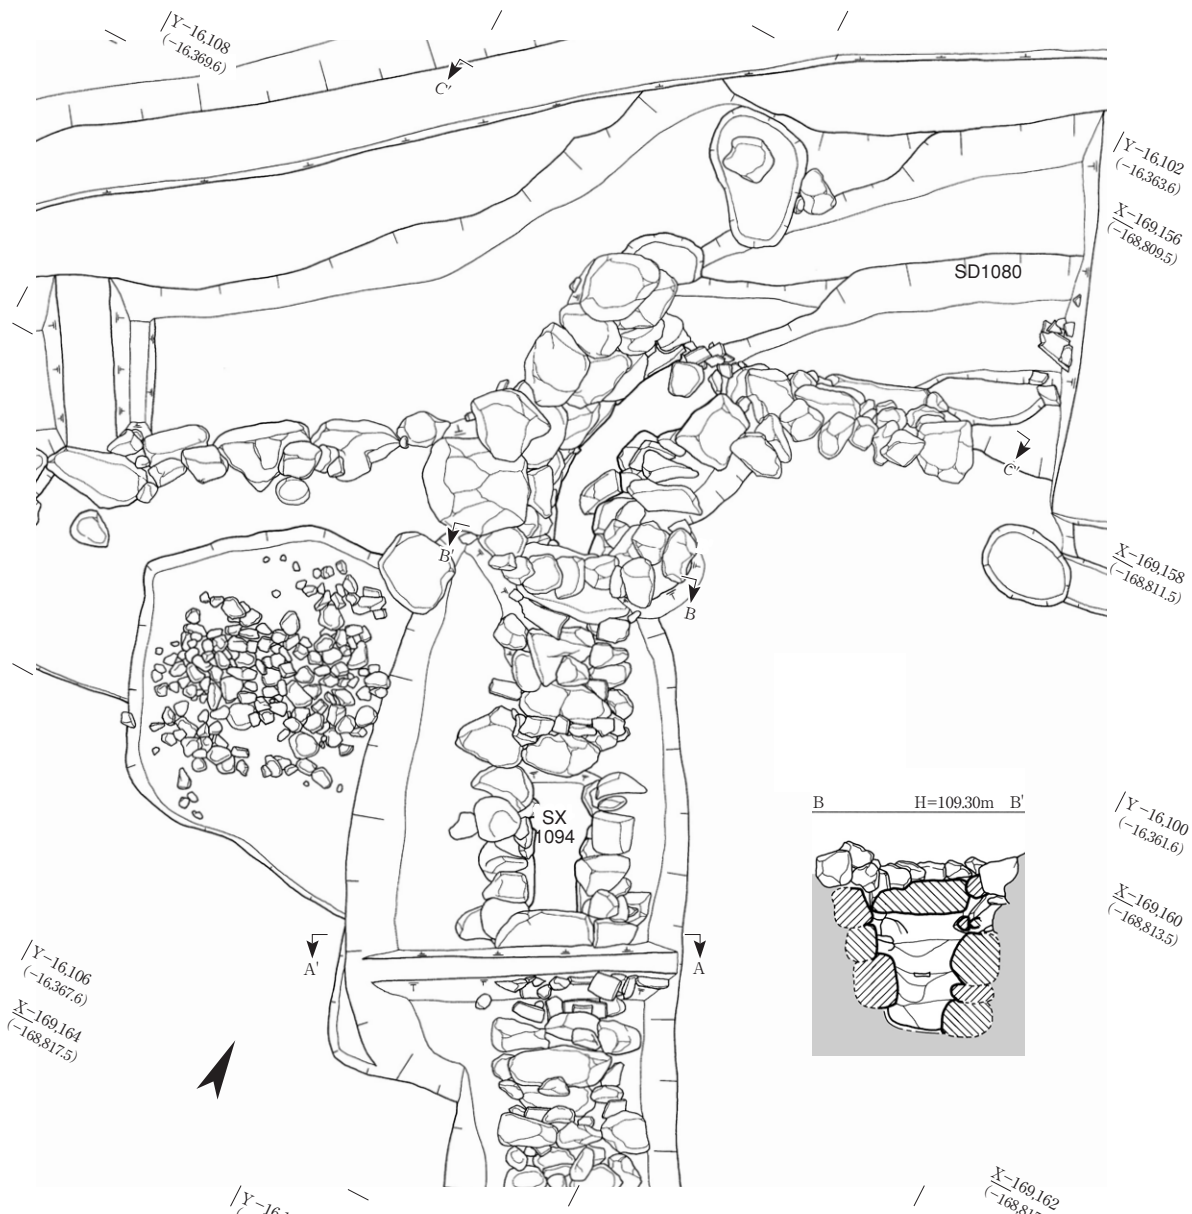 Y-16,108
(-16,369.6)
C'
Y-16,102
(-16,363.6)
X-169,156
(-168,809.5)
SD1080
C'
B'
B
X-169,158
(-168,811.5)
B H=109.30m B'
Y-16,100
(-16,361.6)
SX
1094
X-169,160
(-168,813.5)
A' A
Y-16,106
(-16,367.6)
X-169,164
(-168,817.5)
X-169,162